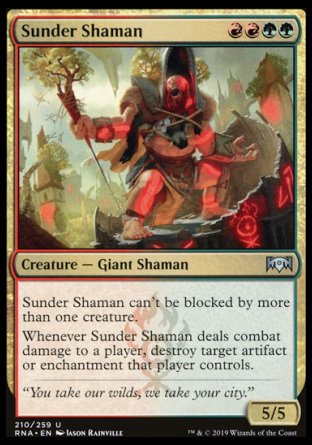 Sunder Shaman
Creature — Giant Shaman
Sunder Shaman can't be blocked by more
than one creature.
Whenever Sunder Shaman deals combat
damage to a player, destroy target artifact
or enchantment that player controls.
"You take our wilds, we take your city."
5/5
210/259 U
RNA • EN Jason Rainville
™ & © 2019 Wizards of the Coast